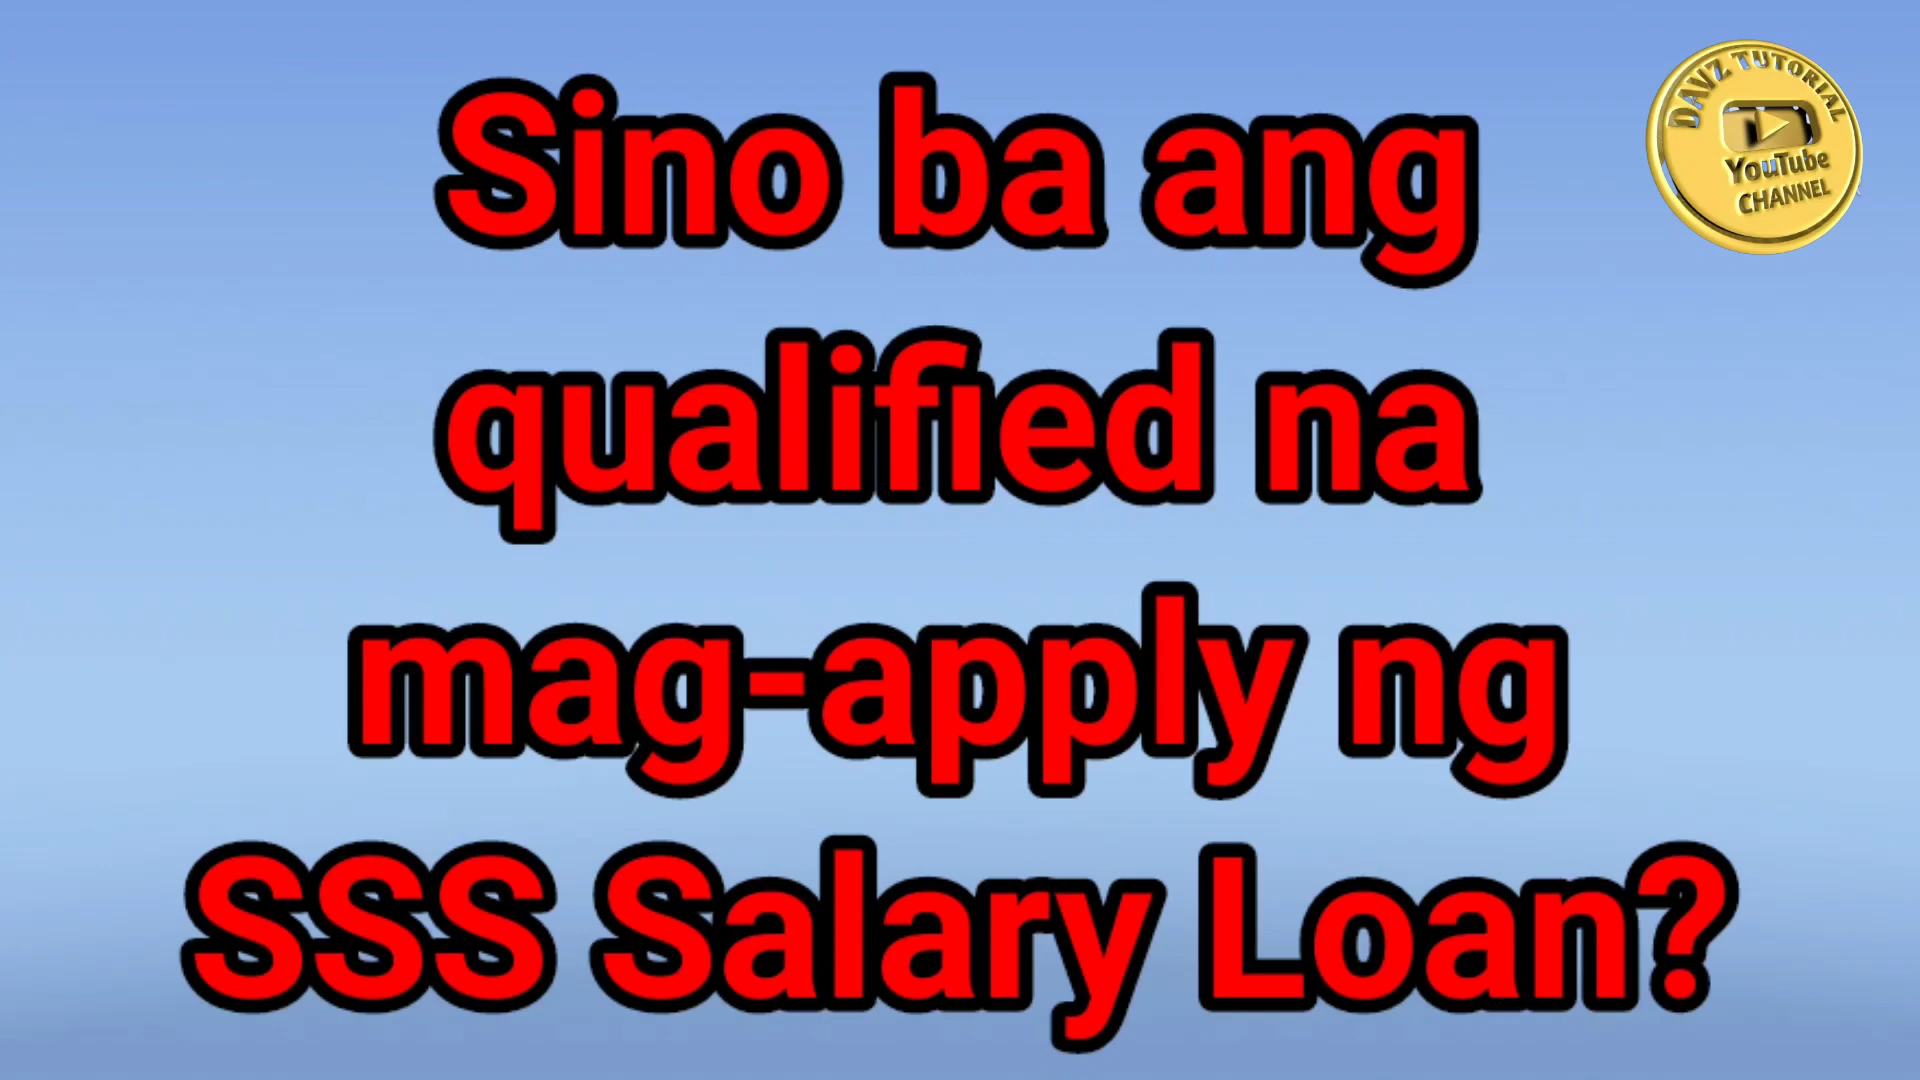 Sino ba ang
qualified na
mag-apply ng
SSS Salary Loan?
DAVZ TUTORIAL
YouTube
CHANNEL